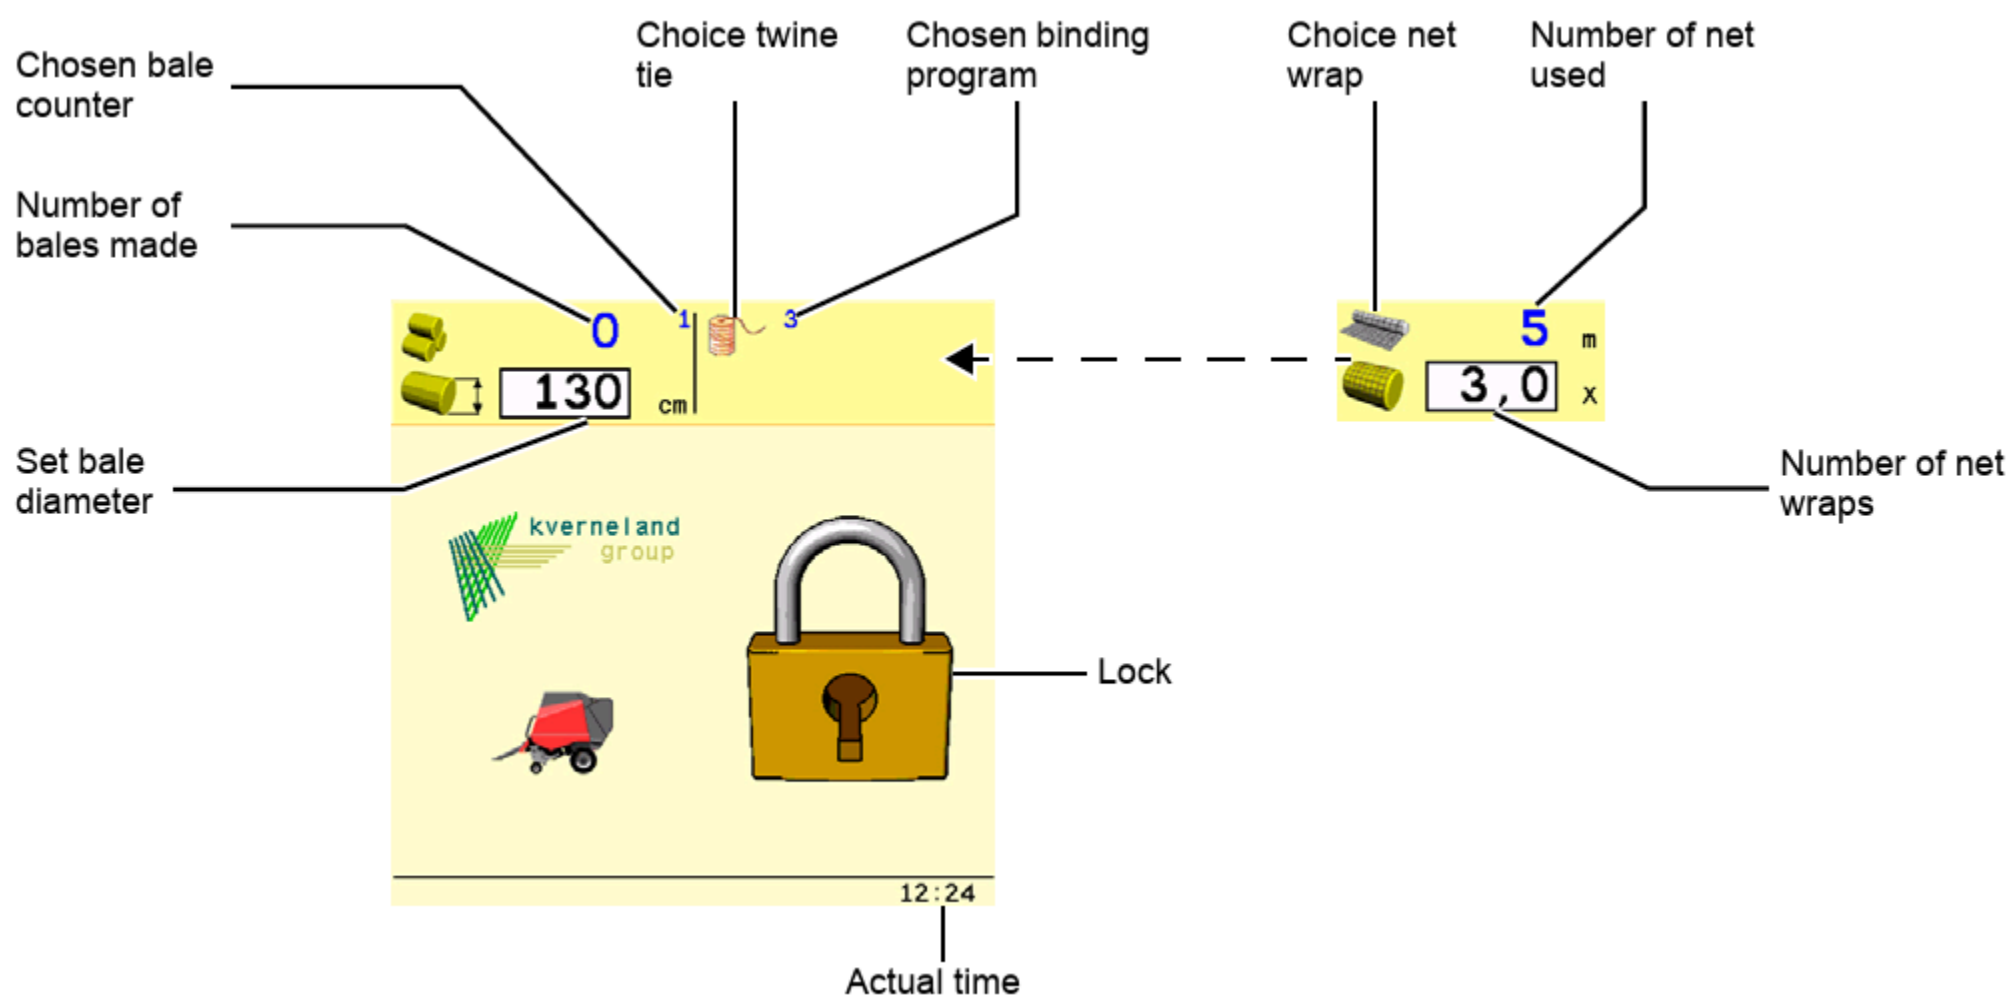 Choice twine
tie
Chosen binding
program
Choice net
wrap
Number of net
used
Chosen bale
counter
Number of
bales made
0
1
3
130
cm
5
m
3,0
x
Set bale
diameter
Number of net
wraps
kverneland
group
Lock
12:24
Actual time